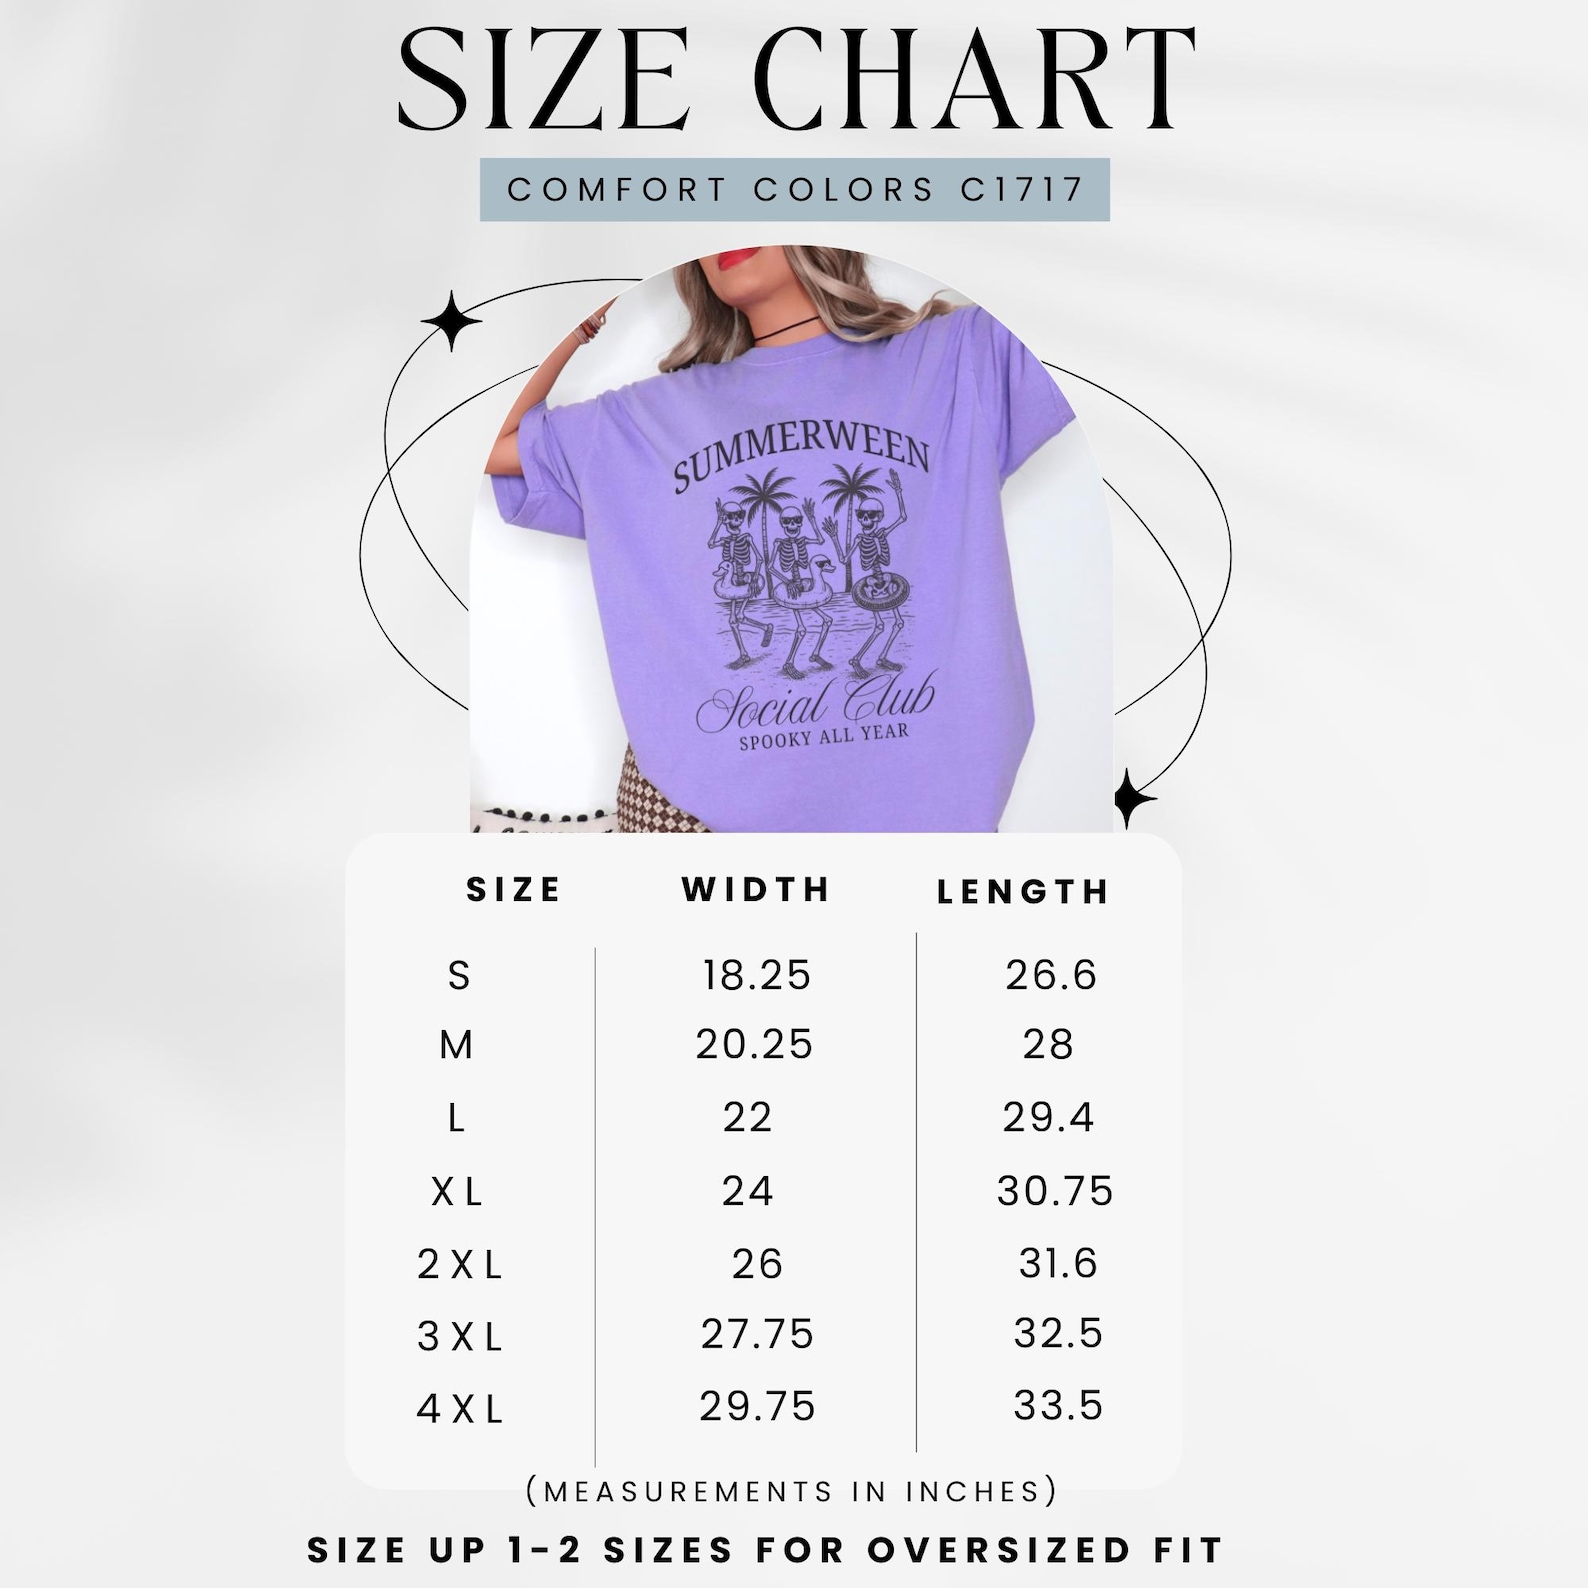 SIZE CHART
COMFORT COLORS C1717
SUMMERWEEN
Social Club
SPOOKY ALL YEAR
SIZE WIDTH LENGTH
S 18.25 26.6
M 20.25 28
L 22 29.4
XL 24 30.75
2XL 26 31.6
3XL 27.75 32.5
4XL 29.75 33.5
(MEASUREMENTS IN INCHES)
SIZE UP 1-2 SIZES FOR OVERSIZED FIT